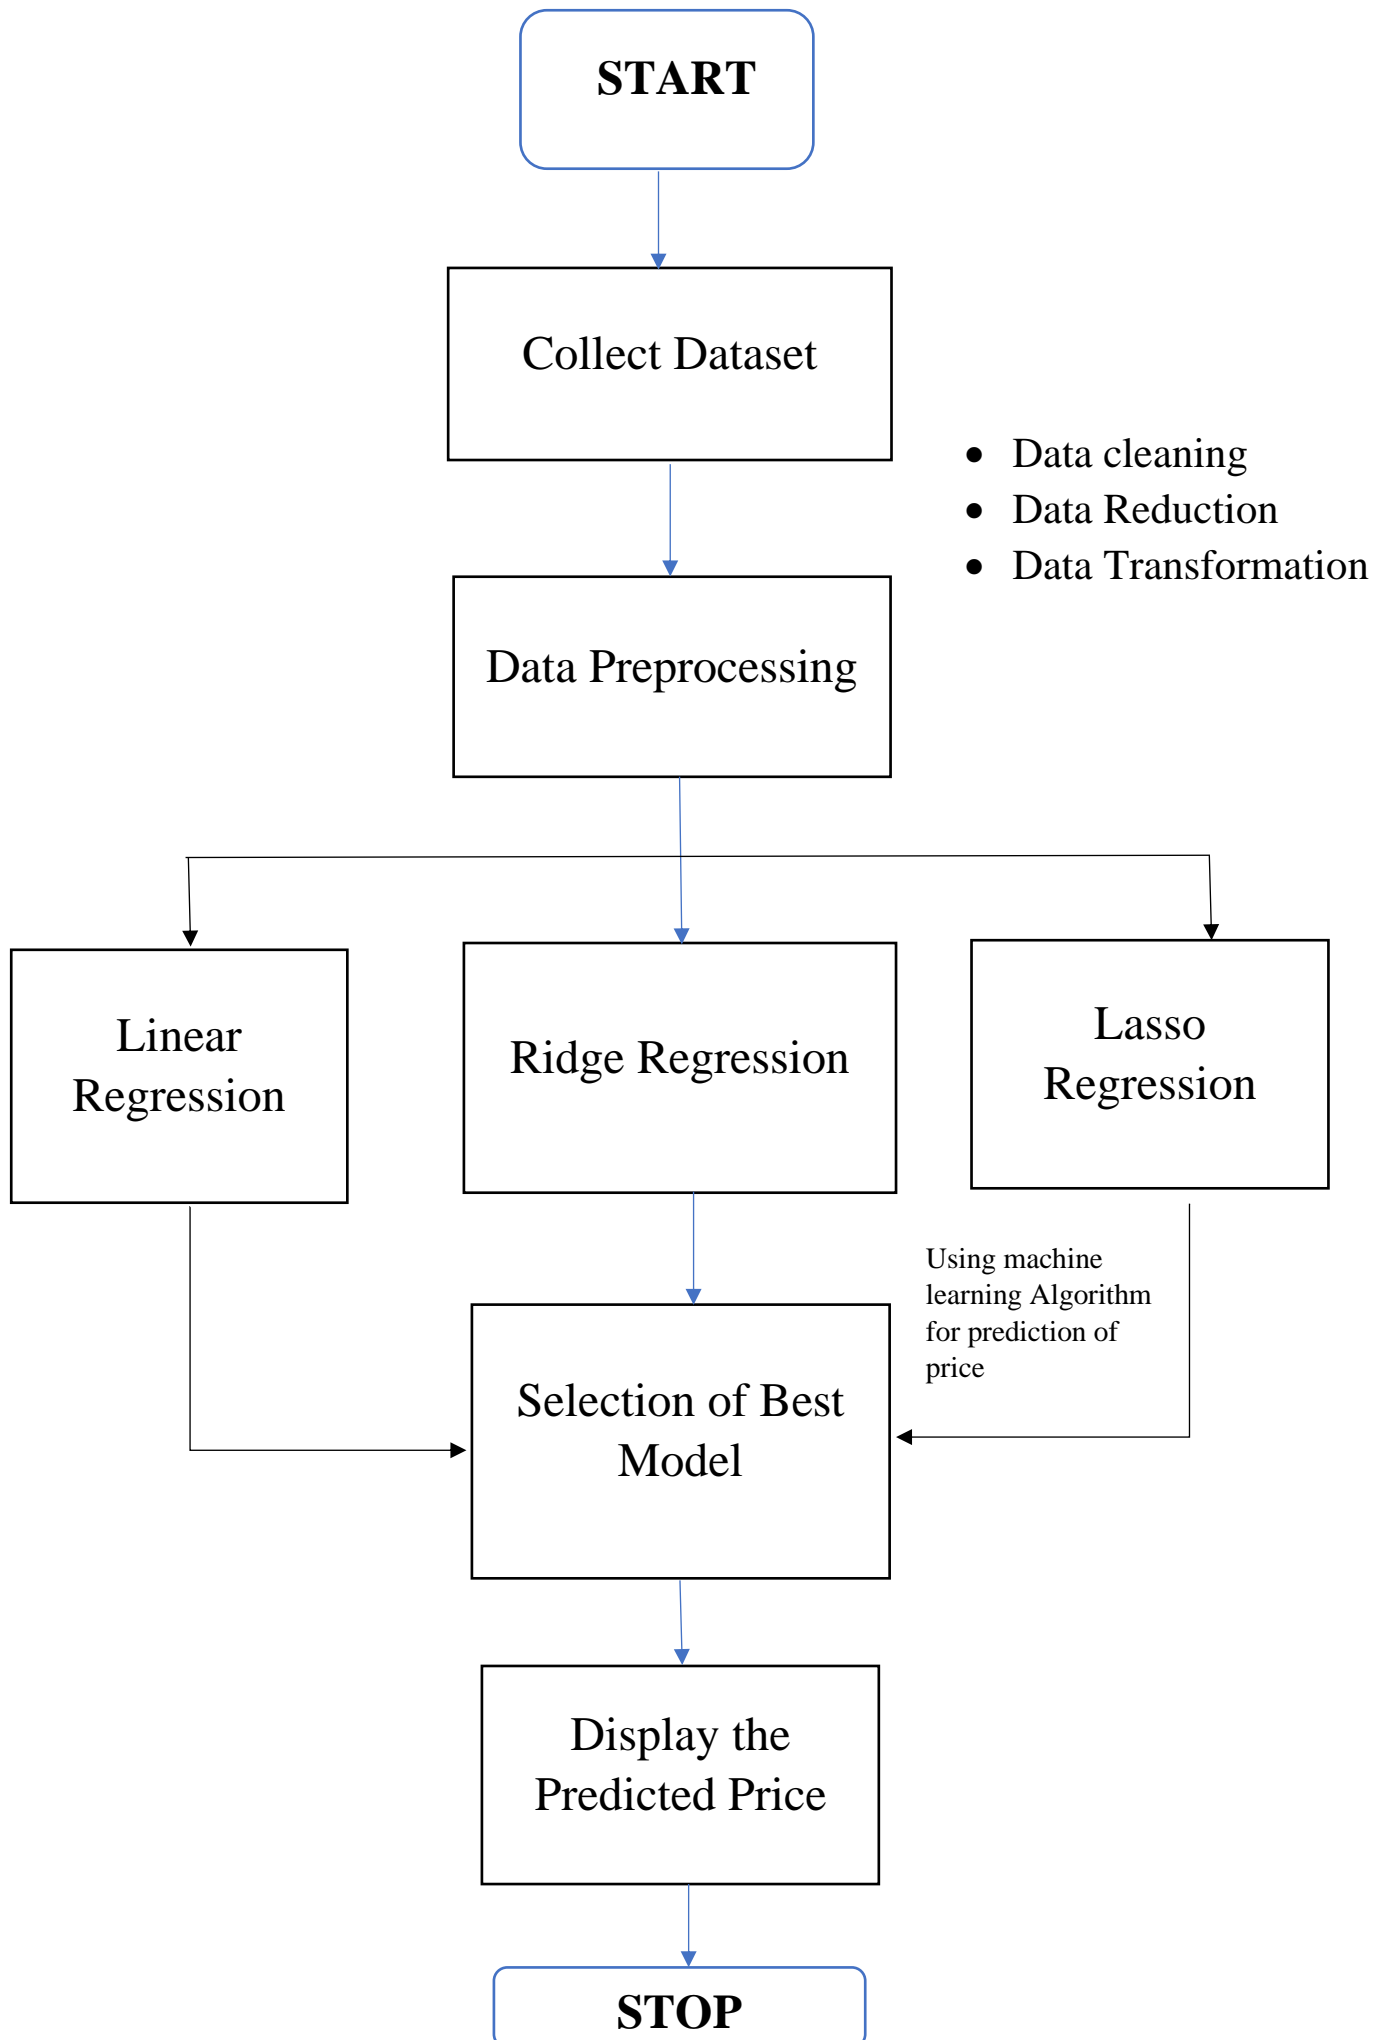 START
Collect Dataset
• Data cleaning
• Data Reduction
• Data Transformation
Data Preprocessing
Linear
Regression
Ridge Regression
Lasso
Regression
Using machine
learning Algorithm
for prediction of
price
Selection of Best
Model
Display the
Predicted Price
STOP